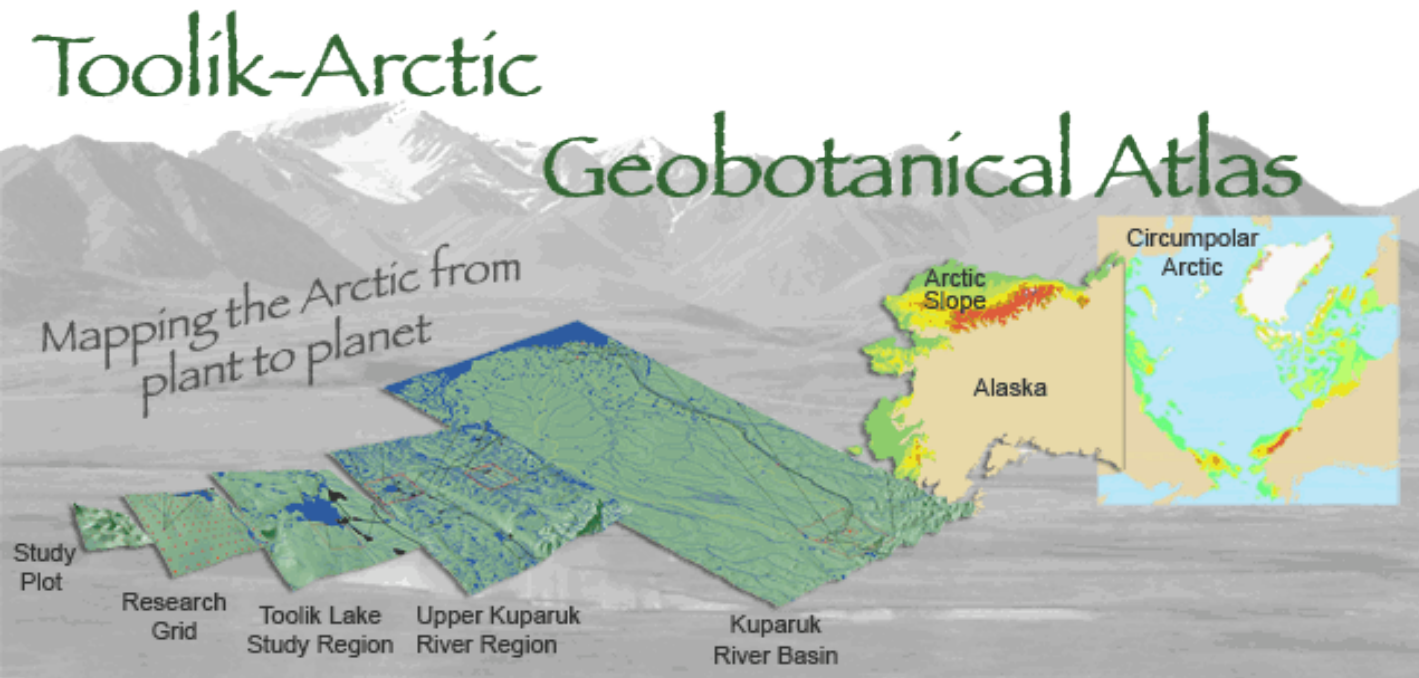 Toolik-Arctic
Geobotanical Atlas
Mapping the Arctic from
plant to planet
Circumpolar
Arctic
Arctic
Slope
Alaska
Study
Plot
Research
Grid
Toolik Lake
Study Region
Upper Kuparuk
River Region
Kuparuk
River Basin